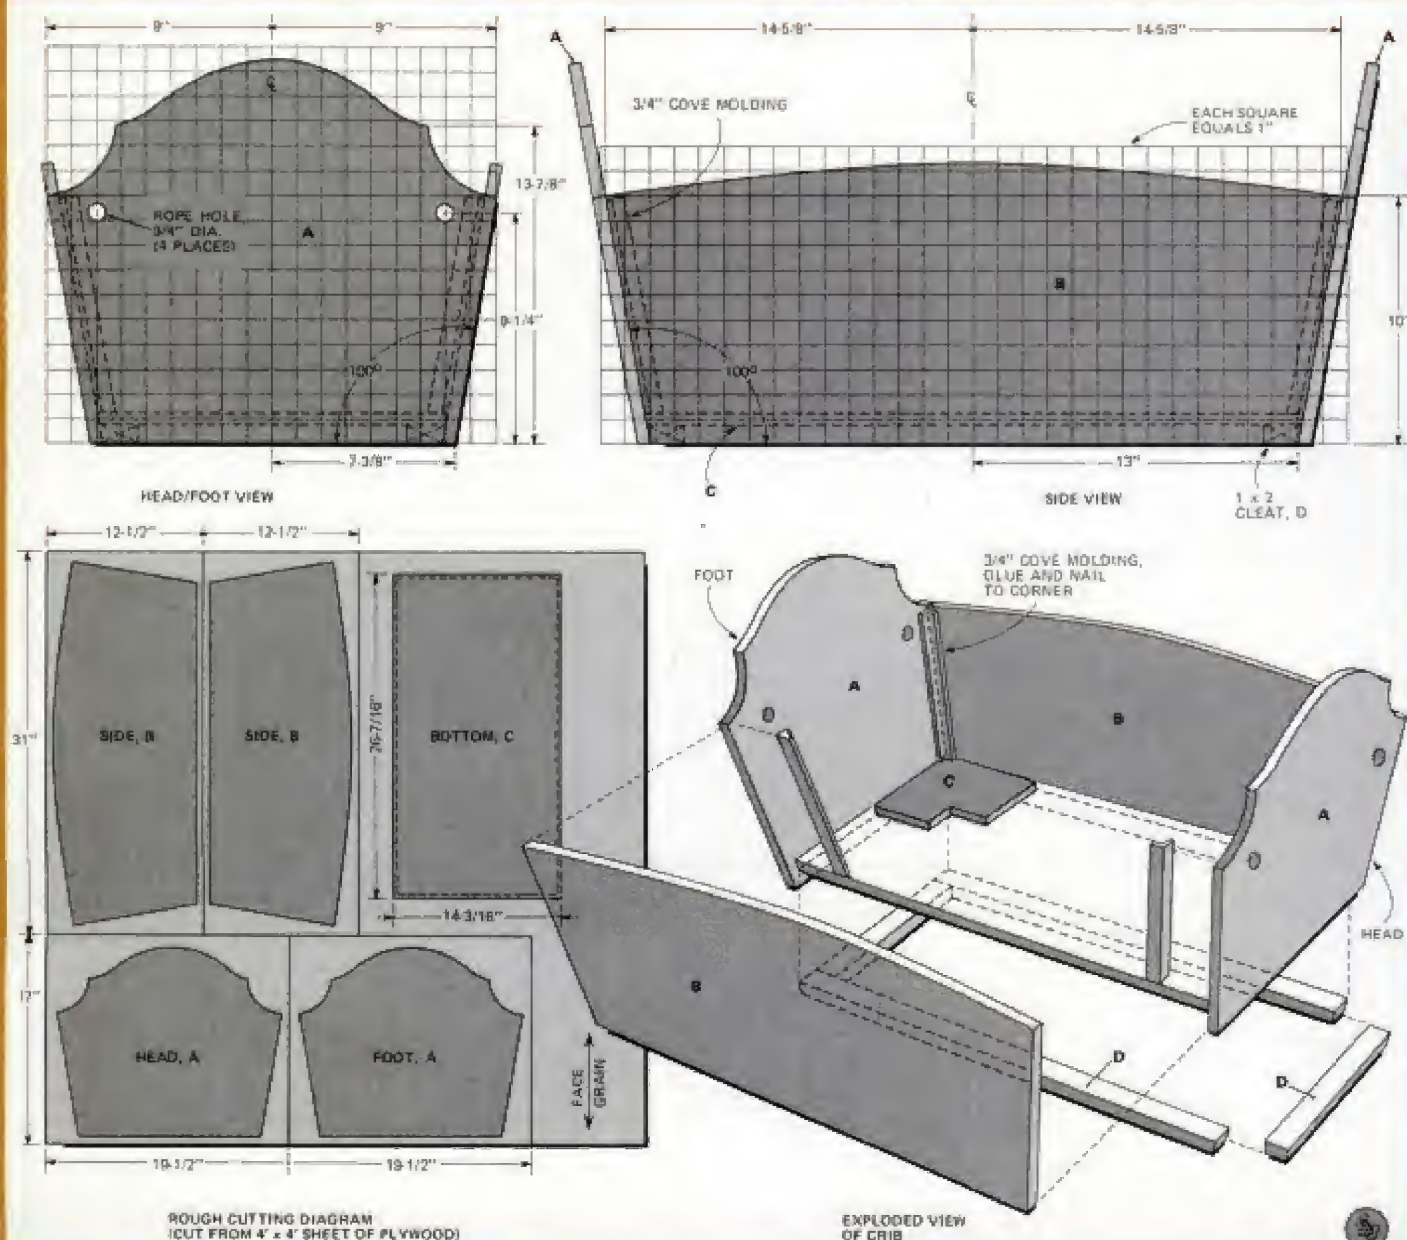 9"
9"
13-7/8"
9-1/4"
ROPE HOLE,
3/4" DIA.
(4 PLACES)
A
100°
7-3/8"
HEAD/FOOT VIEW
14-5/8"
14-5/8"
A
A
3/4" COVE MOLDING
EACH SQUARE
EQUALS 1"
B
10"
100°
13"
C
SIDE VIEW
1 x 2
CLEAT, D
12-1/2"
12-1/2"
31"
SIDE, B
SIDE, B
BOTTOM, C
26-7/16"
14-3/16"
17"
HEAD, A
FOOT, A
FACE
GRAIN
19-1/2"
19-1/2"
ROUGH CUTTING DIAGRAM
(CUT FROM 4' x 4' SHEET OF PLYWOOD)
FOOT
3/4" COVE MOLDING,
GLUE AND NAIL
TO CORNER
A
B
C
A
HEAD
B
D
D
EXPLODED VIEW
OF CRIB